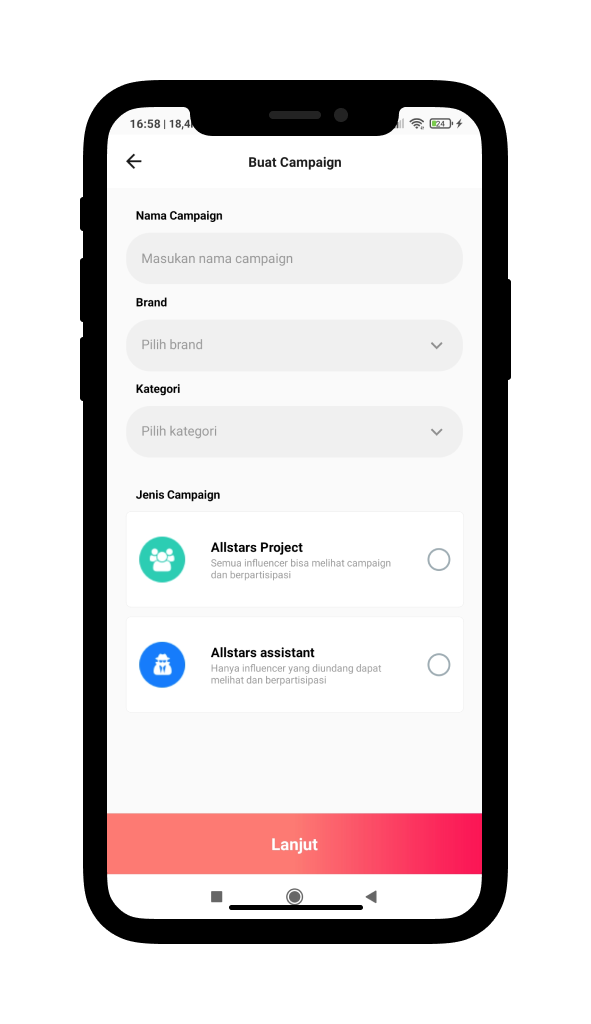 16:58 | 18,4
24
Buat Campaign
Nama Campaign
Masukan nama campaign
Brand
Pilih brand
Kategori
Pilih kategori
Jenis Campaign
Allstars Project
Semua influencer bisa melihat campaign
dan berpartisipasi
Allstars assistant
Hanya influencer yang diundang dapat
melihat dan berpartisipasi
Lanjut